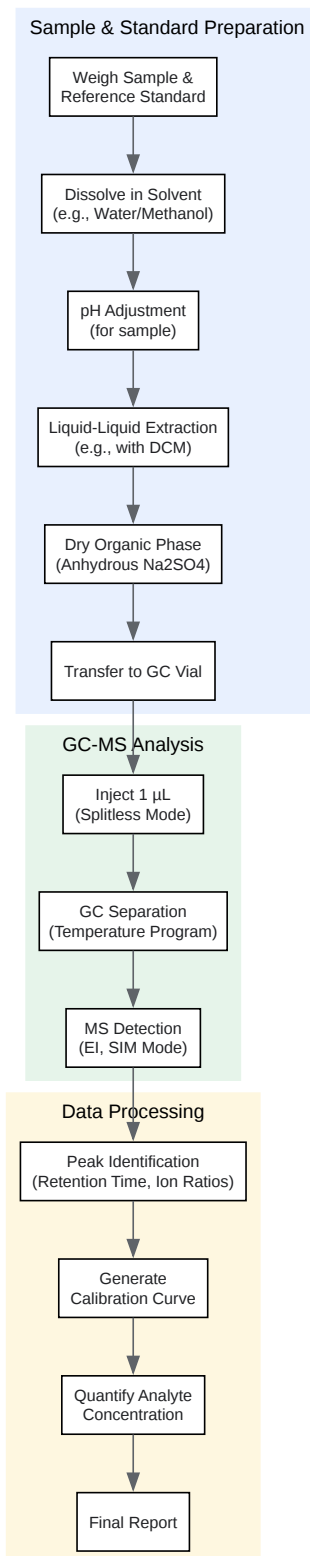 Sample & Standard Preparation
Weigh Sample &
Reference Standard
Dissolve in Solvent
(e.g., Water/Methanol)
pH Adjustment
(for sample)
Liquid-Liquid Extraction
(e.g., with DCM)
Dry Organic Phase
(Anhydrous Na2SO4)
Transfer to GC Vial
GC-MS Analysis
Inject 1 µL
(Splitless Mode)
GC Separation
(Temperature Program)
MS Detection
(EI, SIM Mode)
Data Processing
Peak Identification
(Retention Time, Ion Ratios)
Generate
Calibration Curve
Quantify Analyte
Concentration
Final Report